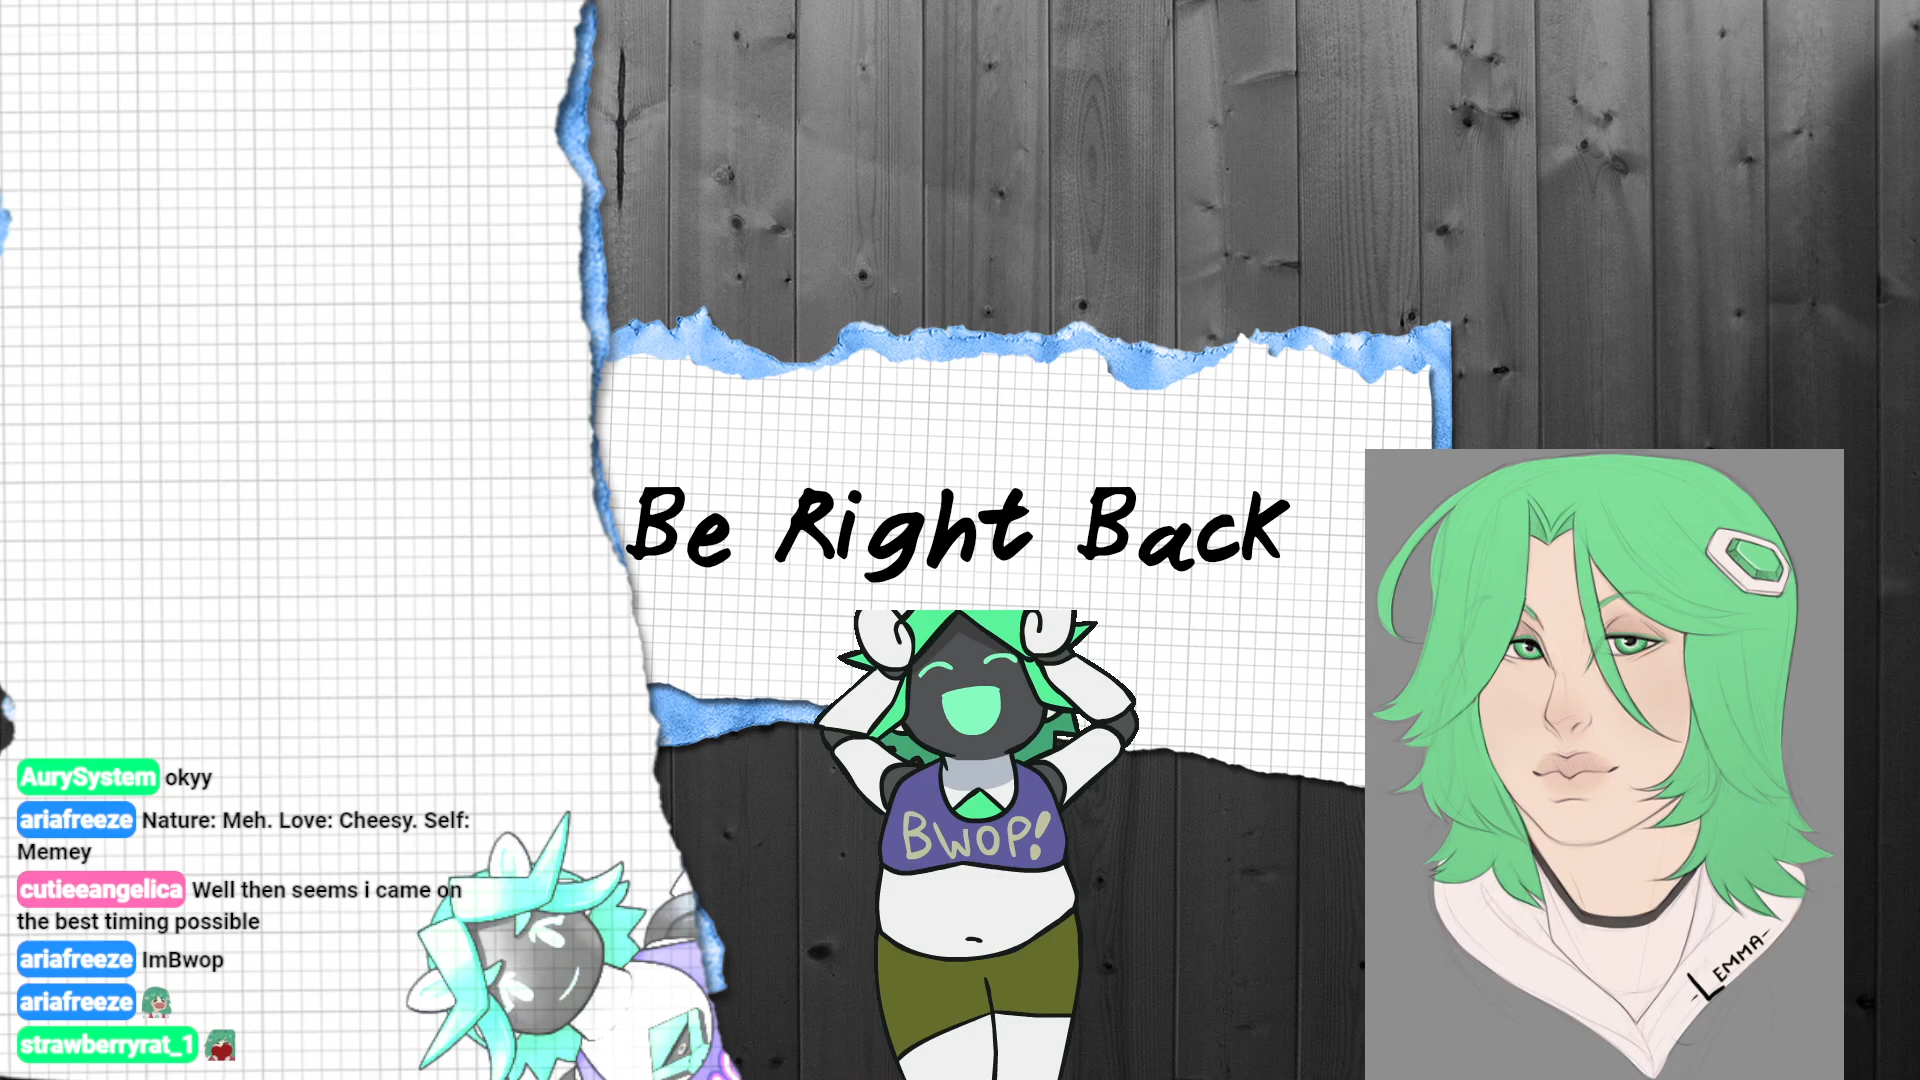 Be Right Back
BWOP!
-LEMMA-
AurySystem okyy
ariafreeze Nature: Meh. Love: Cheesy. Self:
Memey
cutieeangelica Well then seems i came on
the best timing possible
ariafreeze ImBwop
ariafreeze
strawberryrat_1